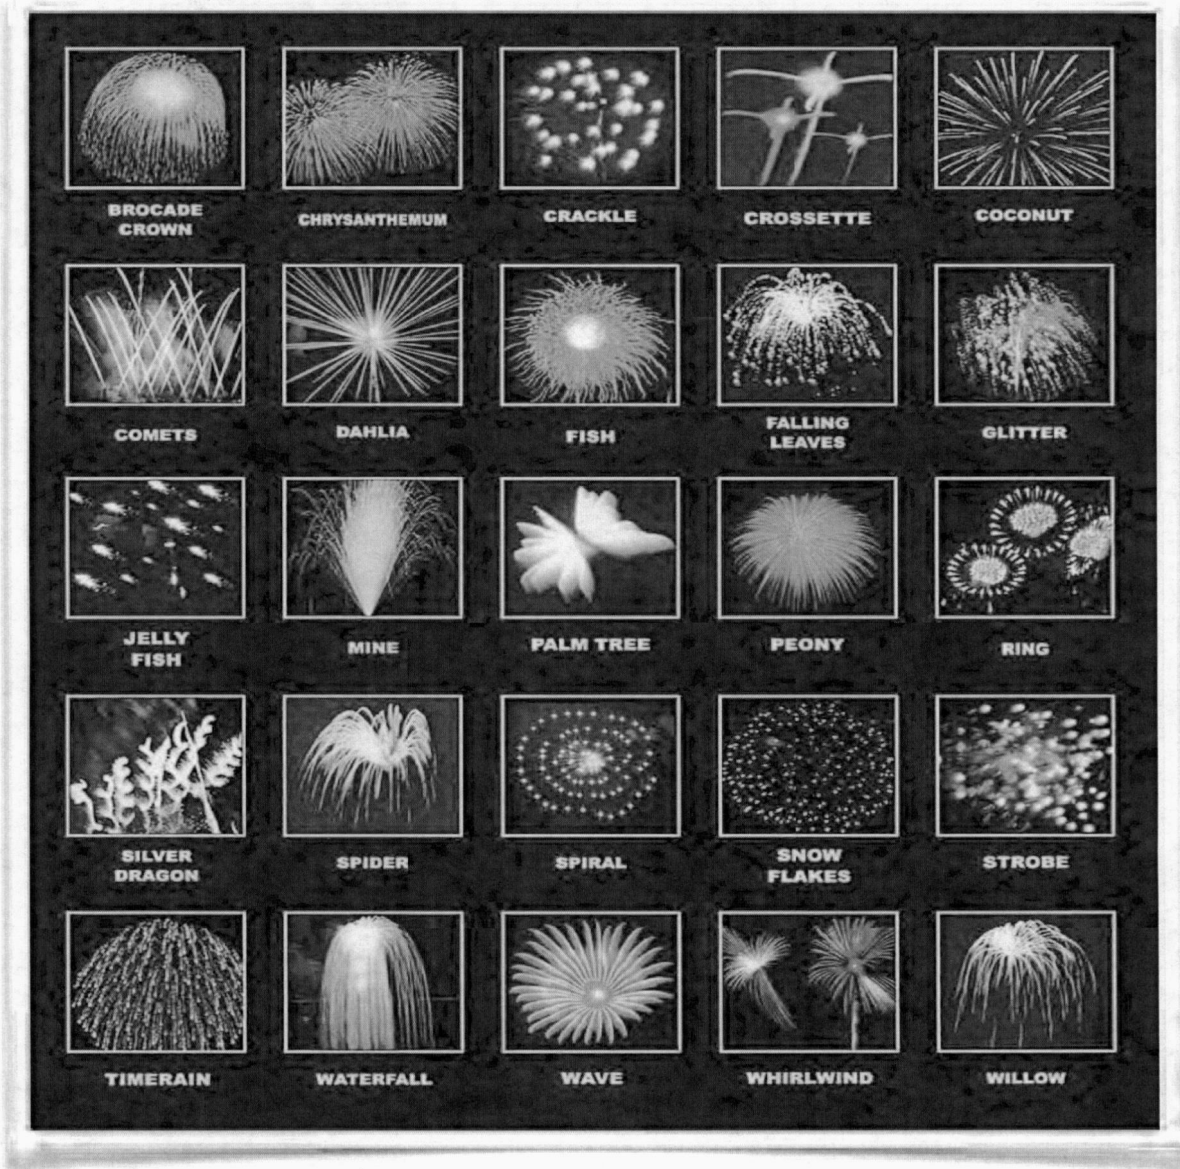 BROCADE
CROWN
CHRYSANTHEMUM
CRACKLE
CROSSETTE
COCONUT
COMETS
DAHLIA
FISH
FALLING
LEAVES
GLITTER
JELLY
FISH
MINE
PALM TREE
PEONY
RING
SILVER
DRAGON
SPIDER
SPIRAL
SNOW
FLAKES
STROBE
TIMERAIN
WATERFALL
WAVE
WHIRLWIND
WILLOW